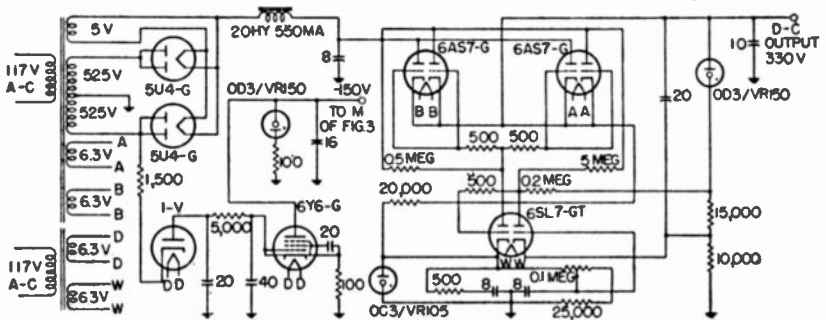 5V
117V
A-C
525V
525V
6.3V
A
A
6.3V
B
B
117V
A-C
6.3V
D
D
6.3V
W
W
5U4-G
5U4-G
1,500
1-V
D D
20HY 550MA
8
OD3/VR150
100
16
-150V
TO M
OF FIG.3
5,000
20
40
6Y6-G
D D
20
100
6AS7-G
6AS7-G
B B
A A
500
500
0.5 MEG
.5 MEG
500
0.2 MEG
20,000
6SL7-GT
W W
OC3/VR105
500
8
8
0.1 MEG
25,000
20
10
D-C
OUTPUT
330V
OD3/VR150
15,000
10,000